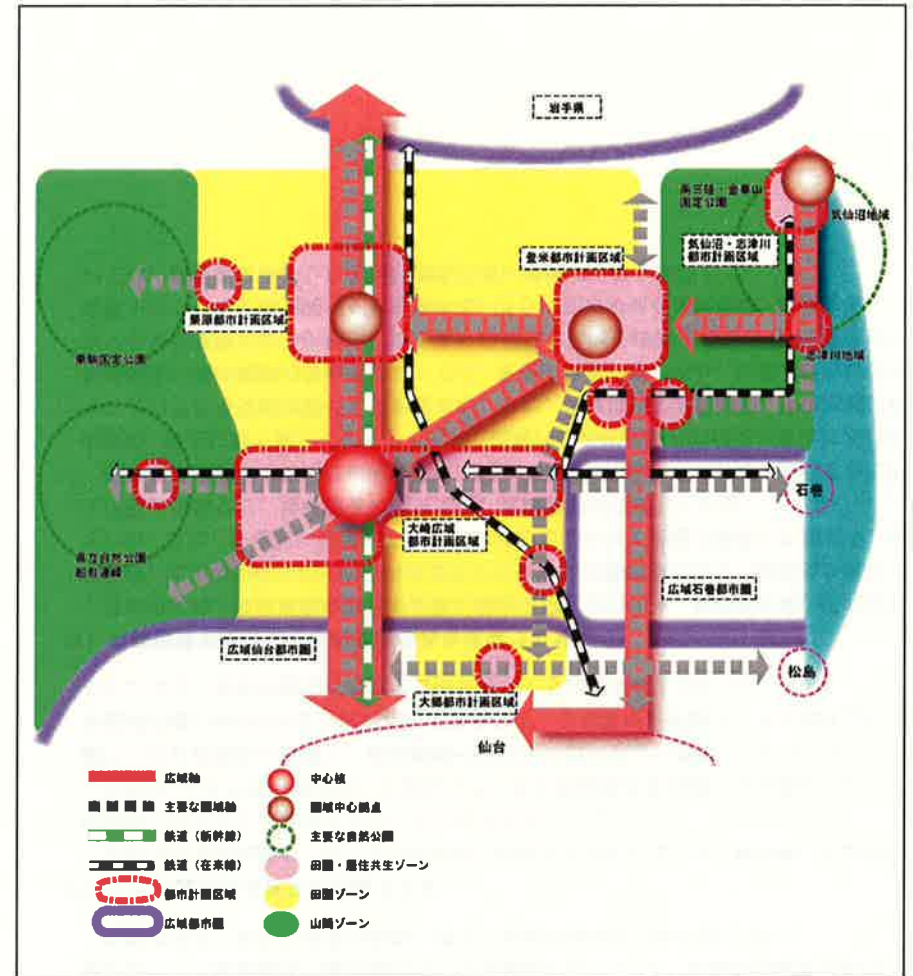 岩手県
南三陸・金華山
国定公園
気仙沼地域
登米都市計画区域
気仙沼・志津川
都市計画区域
栗原都市計画区域
志津川地域
栗駒国定公園
石巻
大崎広域
都市計画区域
県立自然公園
船形連峰
広域石巻都市圏
広域仙台都市圏
松島
大郷都市計画区域
仙台
広域軸
中心核
主要な圏域軸
圏域中心拠点
鉄道（新幹線）
主要な自然公園
鉄道（在来線）
田園・居住共生ゾーン
都市計画区域
田園ゾーン
広域都市圏
山間ゾーン